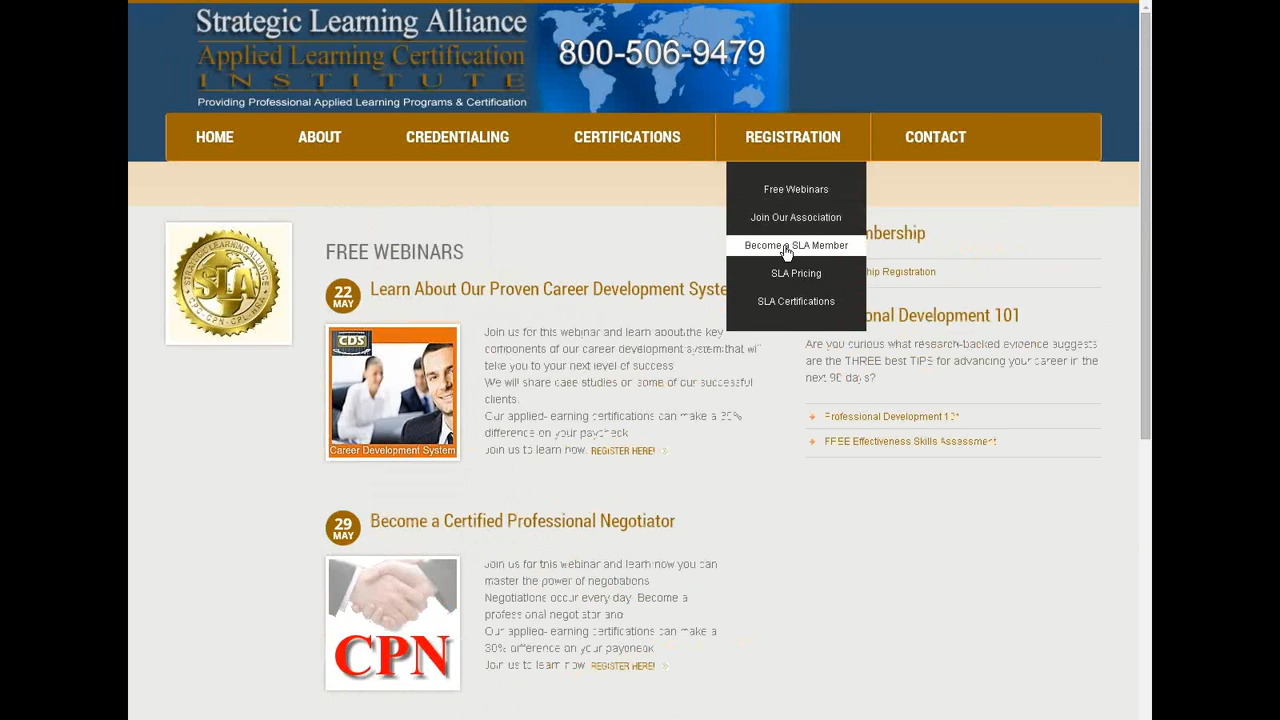 Strategic Learning Alliance
Applied Learning Certification
INSTITUTE
Providing Professional Applied Learning Programs & Certification
800-506-9479
HOME
ABOUT
CREDENTIALING
CERTIFICATIONS
REGISTRATION
CONTACT
Free Webinars
Join Our Association
Become a SLA Member
SLA Pricing
SLA Certifications
STRATEGIC LEARNING ALLIANCE
SLA
FREE WEBINARS
22
MAY
Learn About Our Proven Career Development Syste
CDS
Career Development System
Join us for this webinar and learn about the key
components of our career development system that will
take you to your next level of success
We will share case studies on some of our successful
clients.
Our applied-learning certifications can make a 30%
difference on your paycheck
Join us to learn how. REGISTER HERE!
29
MAY
Become a Certified Professional Negotiator
CPN
Join us for this webinar and learn how you can
master the power of negotiations
Negotiations occur every day. Become a
professional negotiator and
Our applied-learning certifications can make a
30% difference on your paycheck
Join us to learn how REGISTER HERE!
bership
hip Registration
onal Development 101
Are you curious what research-backed evidence suggests
are the THREE best TIPS for advancing your career in the
next 90 days?
Professional Development 101
FREE Effectiveness Skills Assessment